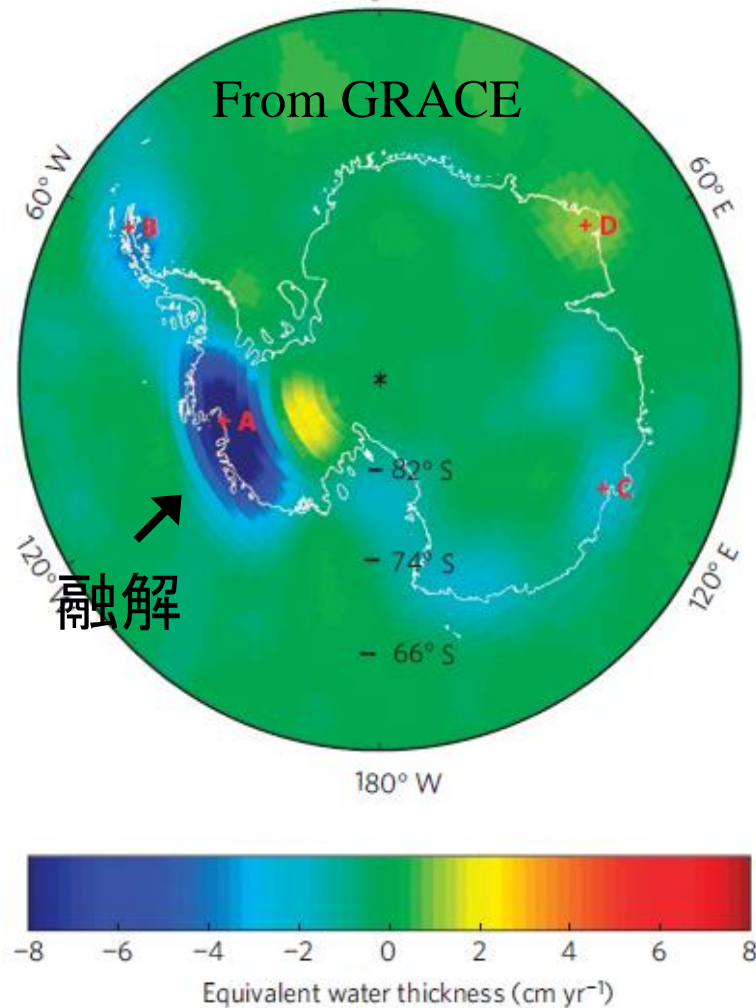 From GRACE
60° W
60° E
+ B
+ D
*
+ A
– 82° S
+ C
– 74° S
120° W
融解
120° E
– 66° S
180° W
−8 −6 −4 −2 0 2 4 6 8
Equivalent water thickness (cm yr⁻¹)